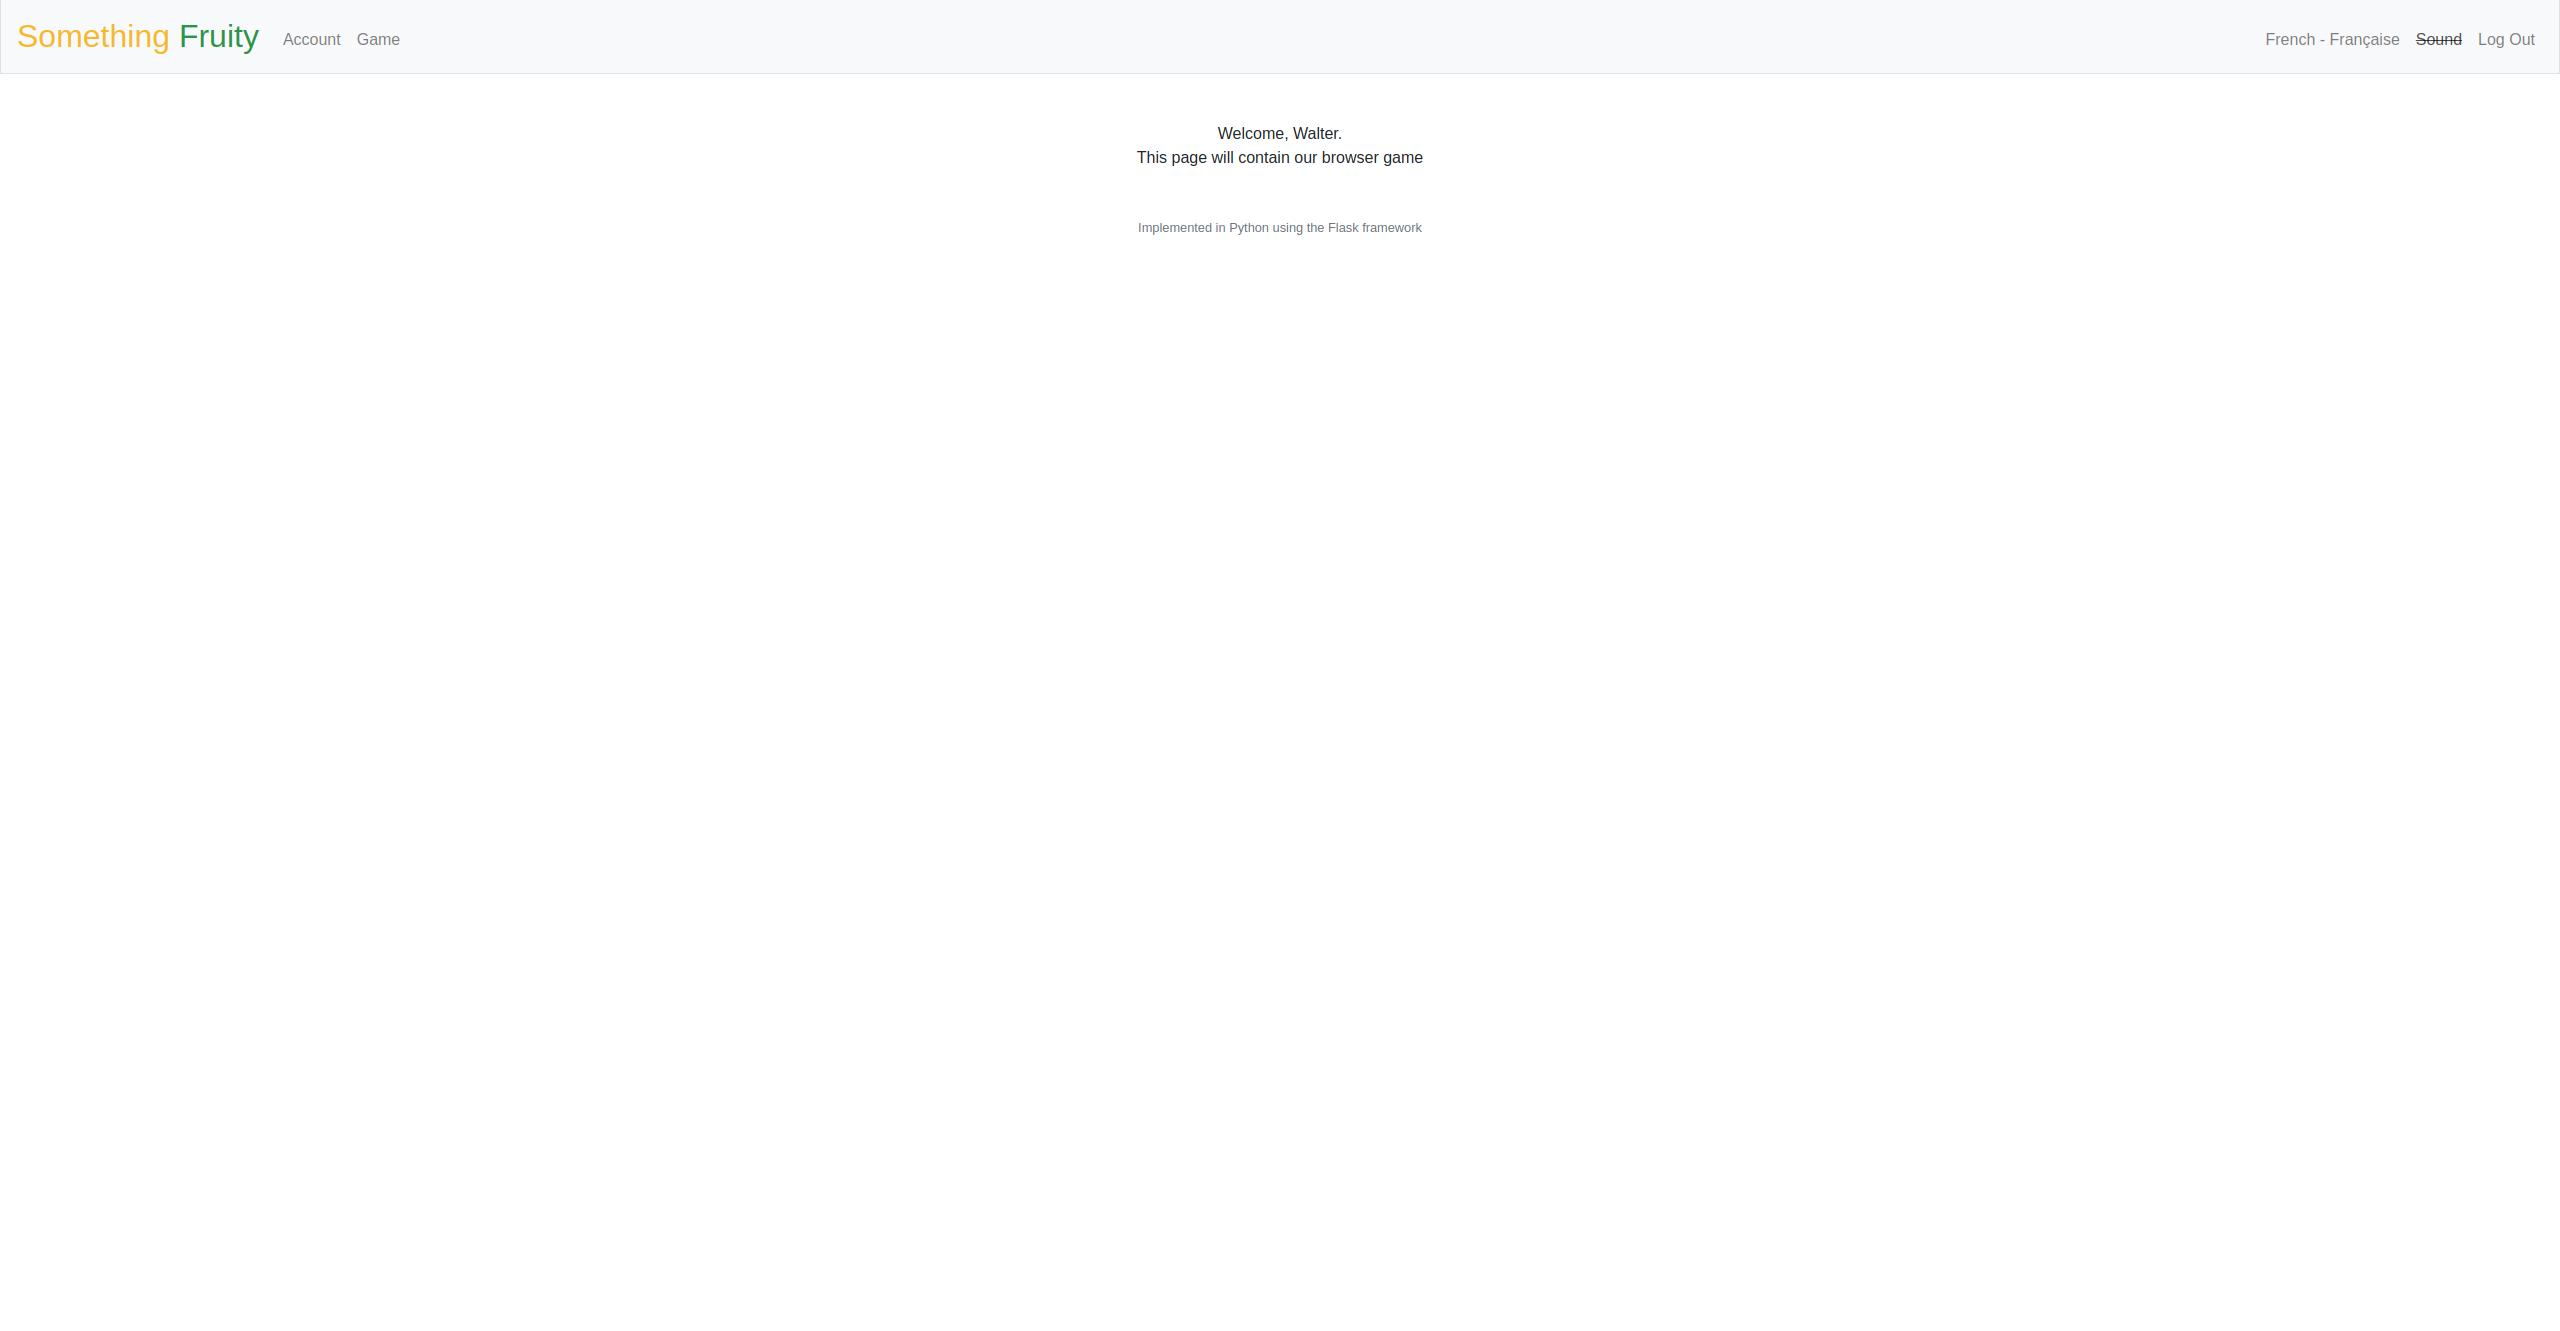 Something Fruity Account Game French - Française Sound Log Out
Welcome, Walter.
This page will contain our browser game
Implemented in Python using the Flask framework